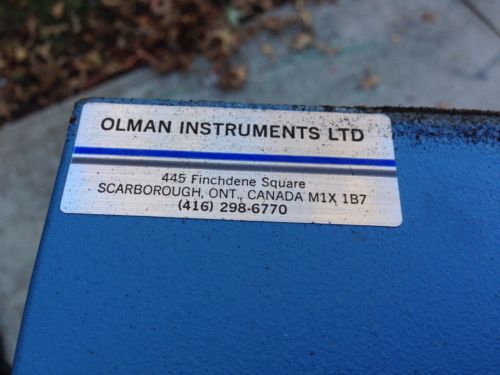 OLMAN INSTRUMENTS LTD
445 Finchdene Square
SCARBOROUGH, ONT., CANADA M1X 1B7
(416) 298-6770